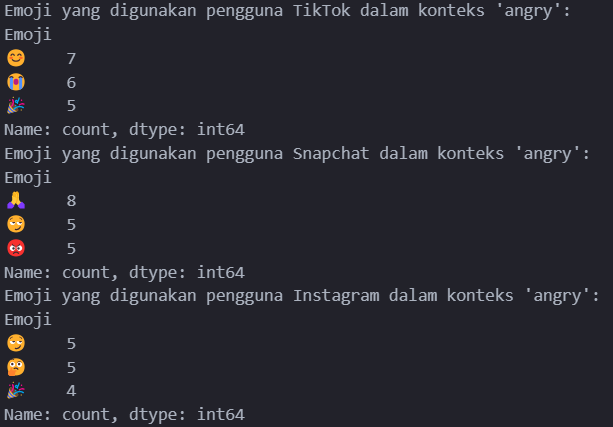 Emoji yang digunakan pengguna TikTok dalam konteks 'angry':
Emoji
😊    7
😭    6
🎉    5
Name: count, dtype: int64
Emoji yang digunakan pengguna Snapchat dalam konteks 'angry':
Emoji
🙏    8
🙄    5
😡    5
Name: count, dtype: int64
Emoji yang digunakan pengguna Instagram dalam konteks 'angry':
Emoji
🙄    5
🤔    5
🎉    4
Name: count, dtype: int64